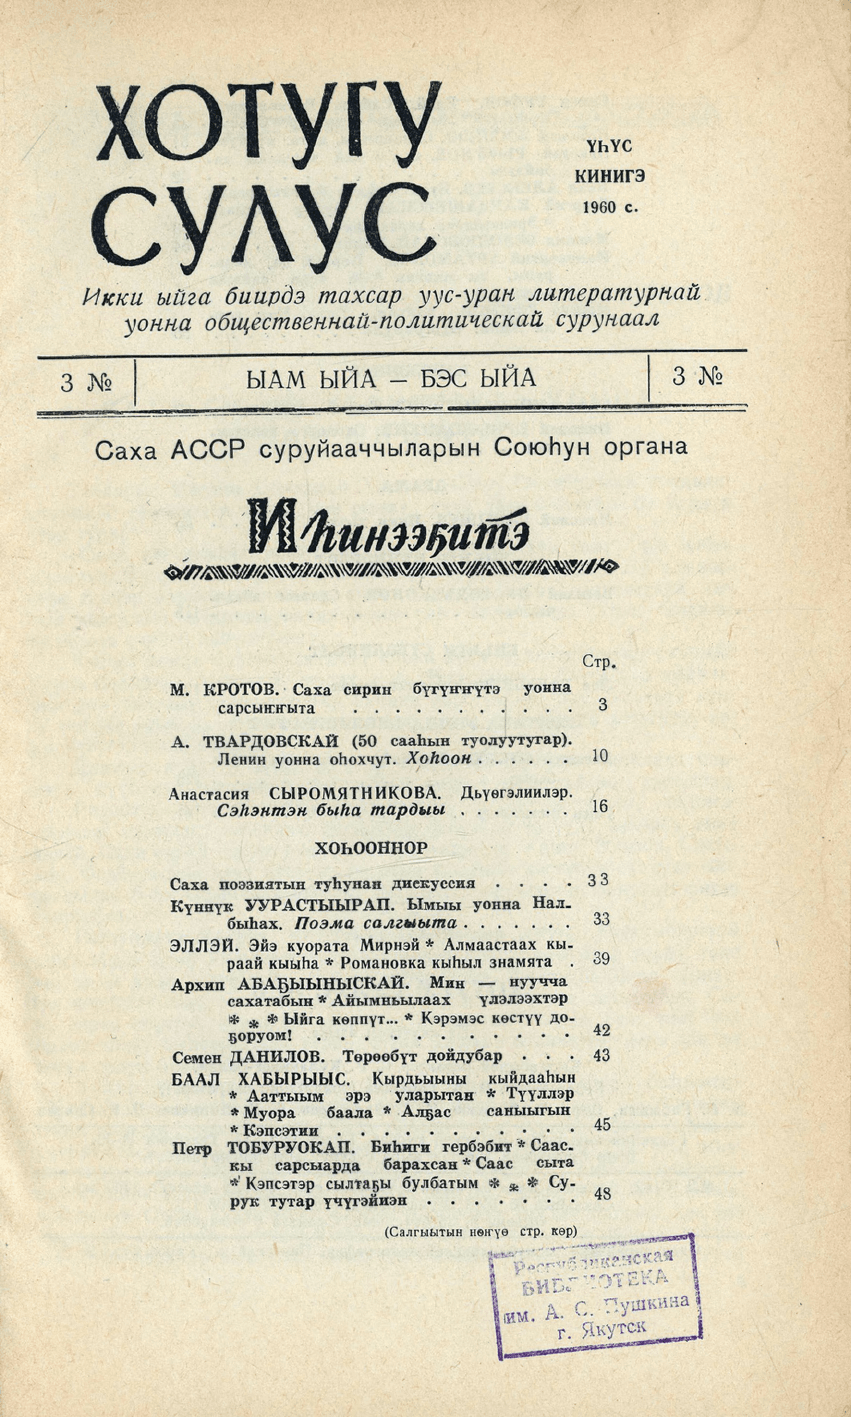 ХОТУГУ
СУЛУС
ҮҺҮС
КИНИГЭ
1960 с.
Икки ыйга биирдэ тахсар уус-уран литературнай
уонна общественнай-политическай сурунаал
3 № ЫАМ ЫЙА — БЭС ЫЙА 3 №
Саха АССР суруйааччыларын Союһун органа
Иһинээҕитэ
Стр.
М. КРОТОВ. Саха сирин бүгүҥҥүтэ уонна
сарсыҥҥыта . . . . . . . . . . . 3
А. ТВАРДОВСКАЙ (50 сааһын туолуутугар).
Ленин уонна оһохчут. Хоһоон . . . . . . 10
Анастасия СЫРОМЯТНИКОВА. Дьүөгэлиилэр.
Сэһэнтэн быһа тардыы . . . . . . . 16
ХОҺООННОР
Саха поэзиятын туһунан дискуссия . . . . 33
Күннүк УУРАСТЫЫРАП. Ымыы уонна Нал-
быһах. Поэма салгыыта . . . . . . . 33
ЭЛЛЭЙ. Эйэ куората Мирнэй * Алмаастаах кы-
раай кыыһа * Романовка кыһыл знамята . 39
Архип АБАҔЫЫНЫСКАЙ. Мин — нуучча
сахатабын * Айымньылаах үлэлээхтэр
* * * Ыйга көппүт... * Кэрэмэс көстүү до-
ҕоруом! . . . . . . . . . . . 42
Семен ДАНИЛОВ. Төрөөбүт дойдубар . . . 43
БААЛ ХАБЫРЫЫС. Кырдьыыны кыйдааһын
* Ааттыым эрэ уларытан * Түүллэр
* Муора баала * Алҕас саныыгын
* Кэпсэтии . . . . . . . . . . . 45
Петр ТОБУРУОКАП. Биһиги гербэбит * Саас-
кы сарсыарда барахсан * Саас сыта
* Кэпсэтэр сылтаҕы булбатым * * * Су-
рук тутар үчүгэйиэн . . . . . . . 48
(Салгыытын нөҥүө стр. көр)
Республиканская
БИБЛИОТЕКА
им. А. С. Пушкина
г. Якутск